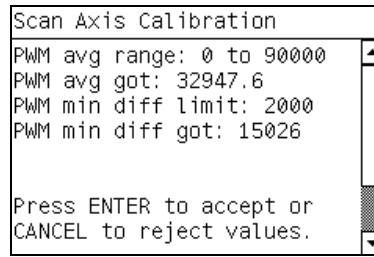 Scan Axis Calibration
PWM avg range: 0 to 90000
PWM avg got: 32947.6
PWM min diff limit: 2000
PWM min diff got: 15026
Press ENTER to accept or
CANCEL to reject values.